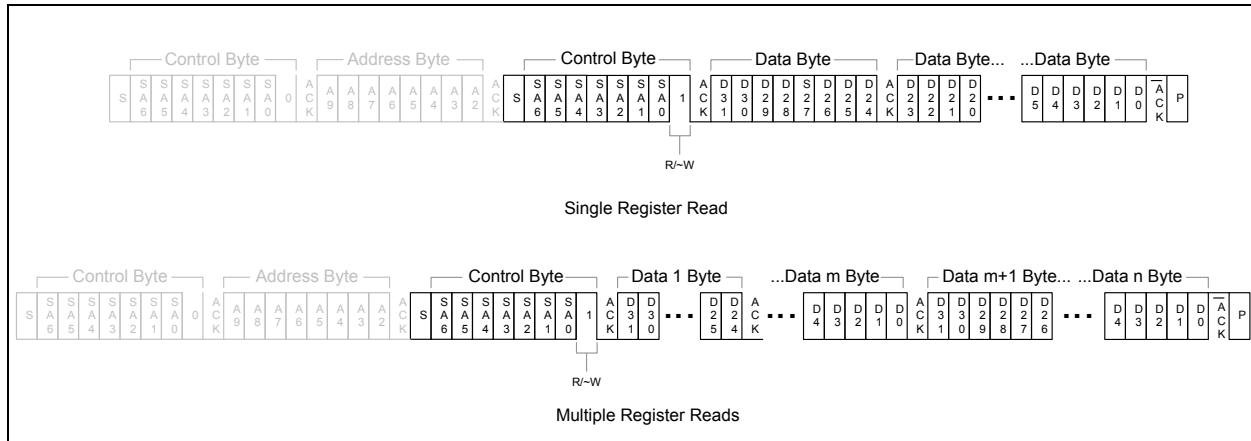 Control Byte Address Byte Control Byte Data Byte Data Byte... ...Data Byte
S SA6 SA5 SA4 SA3 SA2 SA1 SA0 0 ACK A9 A8 A7 A6 A5 A4 A3 A2 ACK S SA6 SA5 SA4 SA3 SA2 SA1 SA0 1 ACK D31 D30 D29 D28 S27 D26 D25 D24 ACK D23 D22 D21 D20 ... D5 D4 D3 D2 D1 D0 A̅C̅K̅ P
R/~W
Single Register Read
Control Byte Address Byte Control Byte Data 1 Byte ...Data m Byte Data m+1 Byte... ...Data n Byte
S SA6 SA5 SA4 SA3 SA2 SA1 SA0 0 ACK A9 A8 A7 A6 A5 A4 A3 A2 ACK S SA6 SA5 SA4 SA3 SA2 SA1 SA0 1 ACK D31 D30 ... D25 D24 ACK ... D4 D3 D2 D1 D0 ACK D31 D30 D29 D28 D27 D26 ... D4 D3 D2 D1 D0 A̅C̅K̅ P
R/~W
Multiple Register Reads